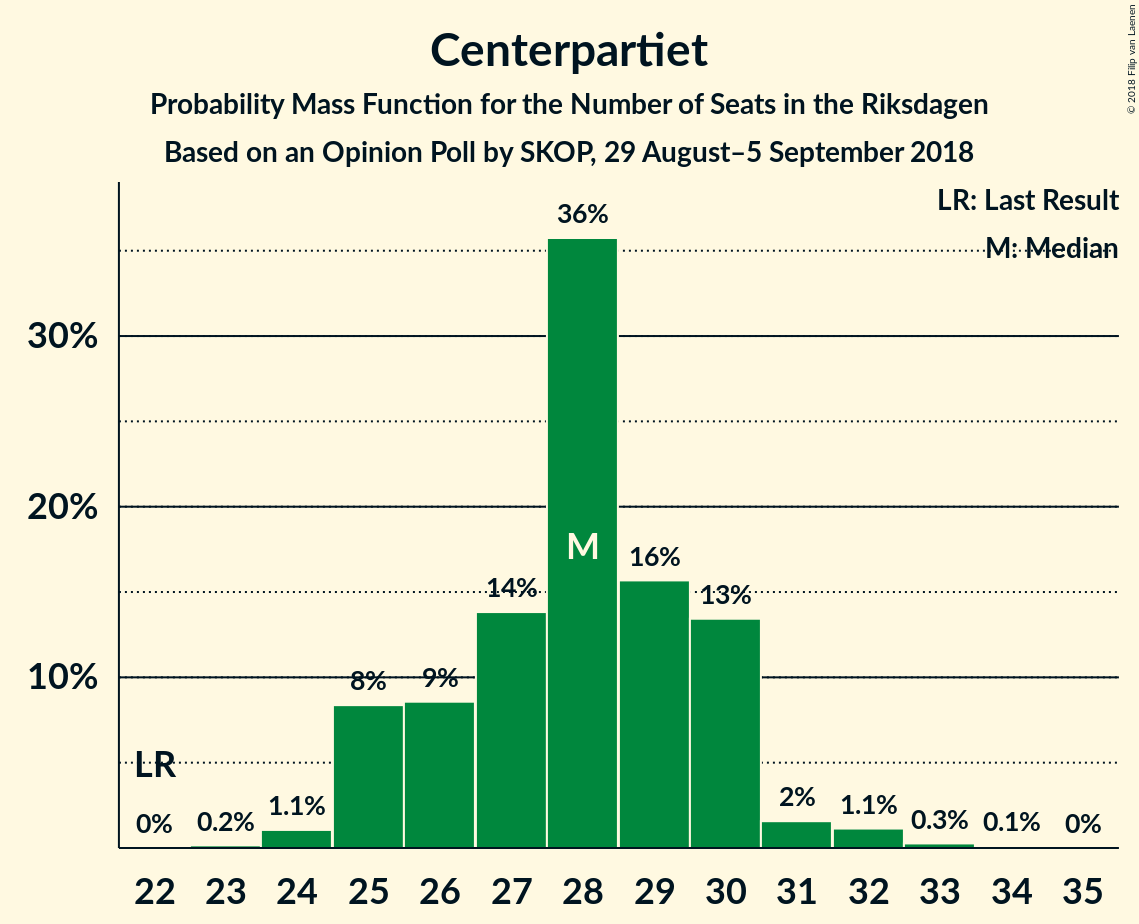 Centerpartiet
Probability Mass Function for the Number of Seats in the Riksdagen
Based on an Opinion Poll by SKOP, 29 August–5 September 2018
© 2018 Filip van Laenen
LR: Last Result
M: Median
36%
30%
20%
16%
M
14%
13%
10%
8%
9%
LR
0%
0.2%
1.1%
2%
1.1%
0.3%
0.1%
0%
22 23 24 25 26 27 28 29 30 31 32 33 34 35